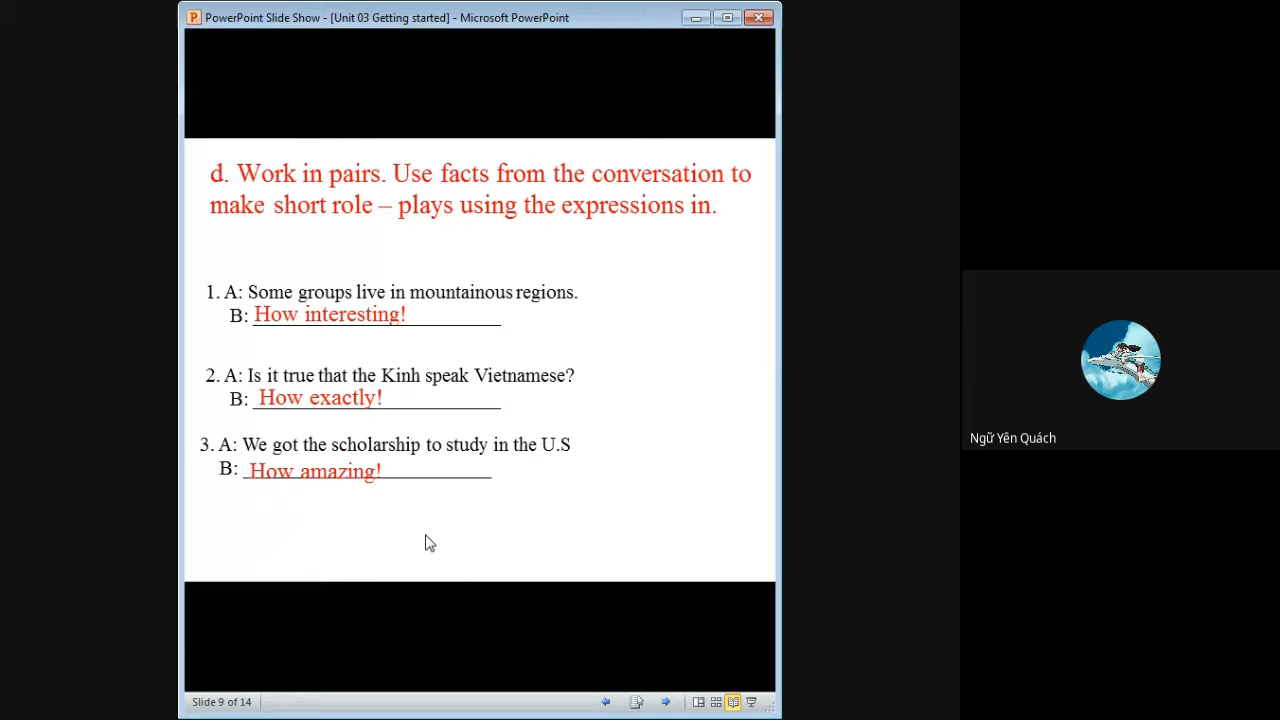 PowerPoint Slide Show - [Unit 03 Getting started] - Microsoft PowerPoint
d. Work in pairs. Use facts from the conversation to
make short role – plays using the expressions in.
1. A: Some groups live in mountainous regions.
B: How interesting!
2. A: Is it true that the Kinh speak Vietnamese?
B: How exactly!
3. A: We got the scholarship to study in the U.S
B: How amazing!
Ngữ Yên Quách
Slide 9 of 14